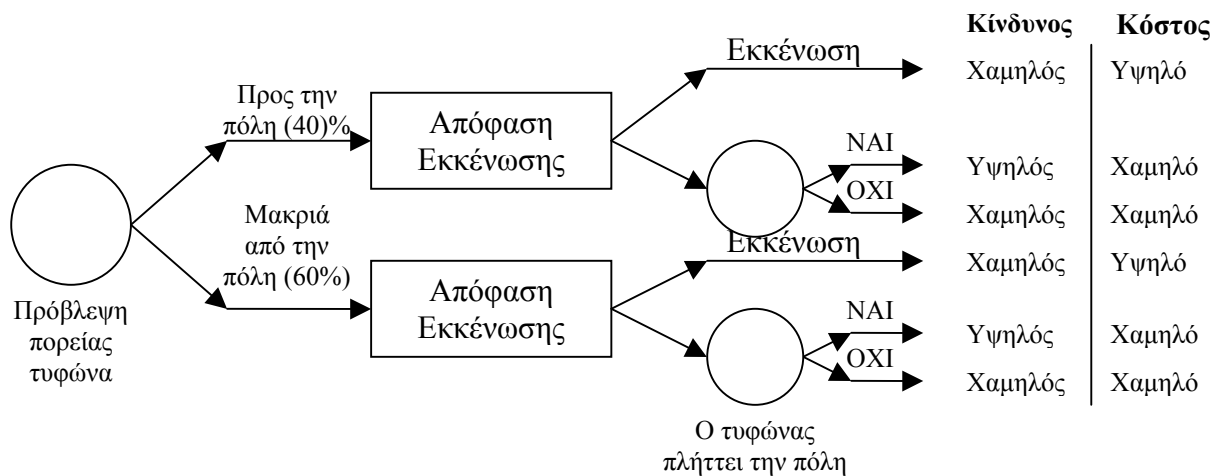 Κίνδυνος Κόστος
Εκκένωση
Χαμηλός Υψηλό
Προς την
πόλη (40)%
Απόφαση
Εκκένωσης
ΝΑΙ
Υψηλός Χαμηλό
ΟΧΙ
Χαμηλός Χαμηλό
Μακριά
από την
πόλη (60%)
Εκκένωση
Χαμηλός Υψηλό
Απόφαση
Εκκένωσης
Πρόβλεψη
πορείας
τυφώνα
ΝΑΙ
Υψηλός Χαμηλό
ΟΧΙ
Χαμηλός Χαμηλό
Ο τυφώνας
πλήττει την πόλη